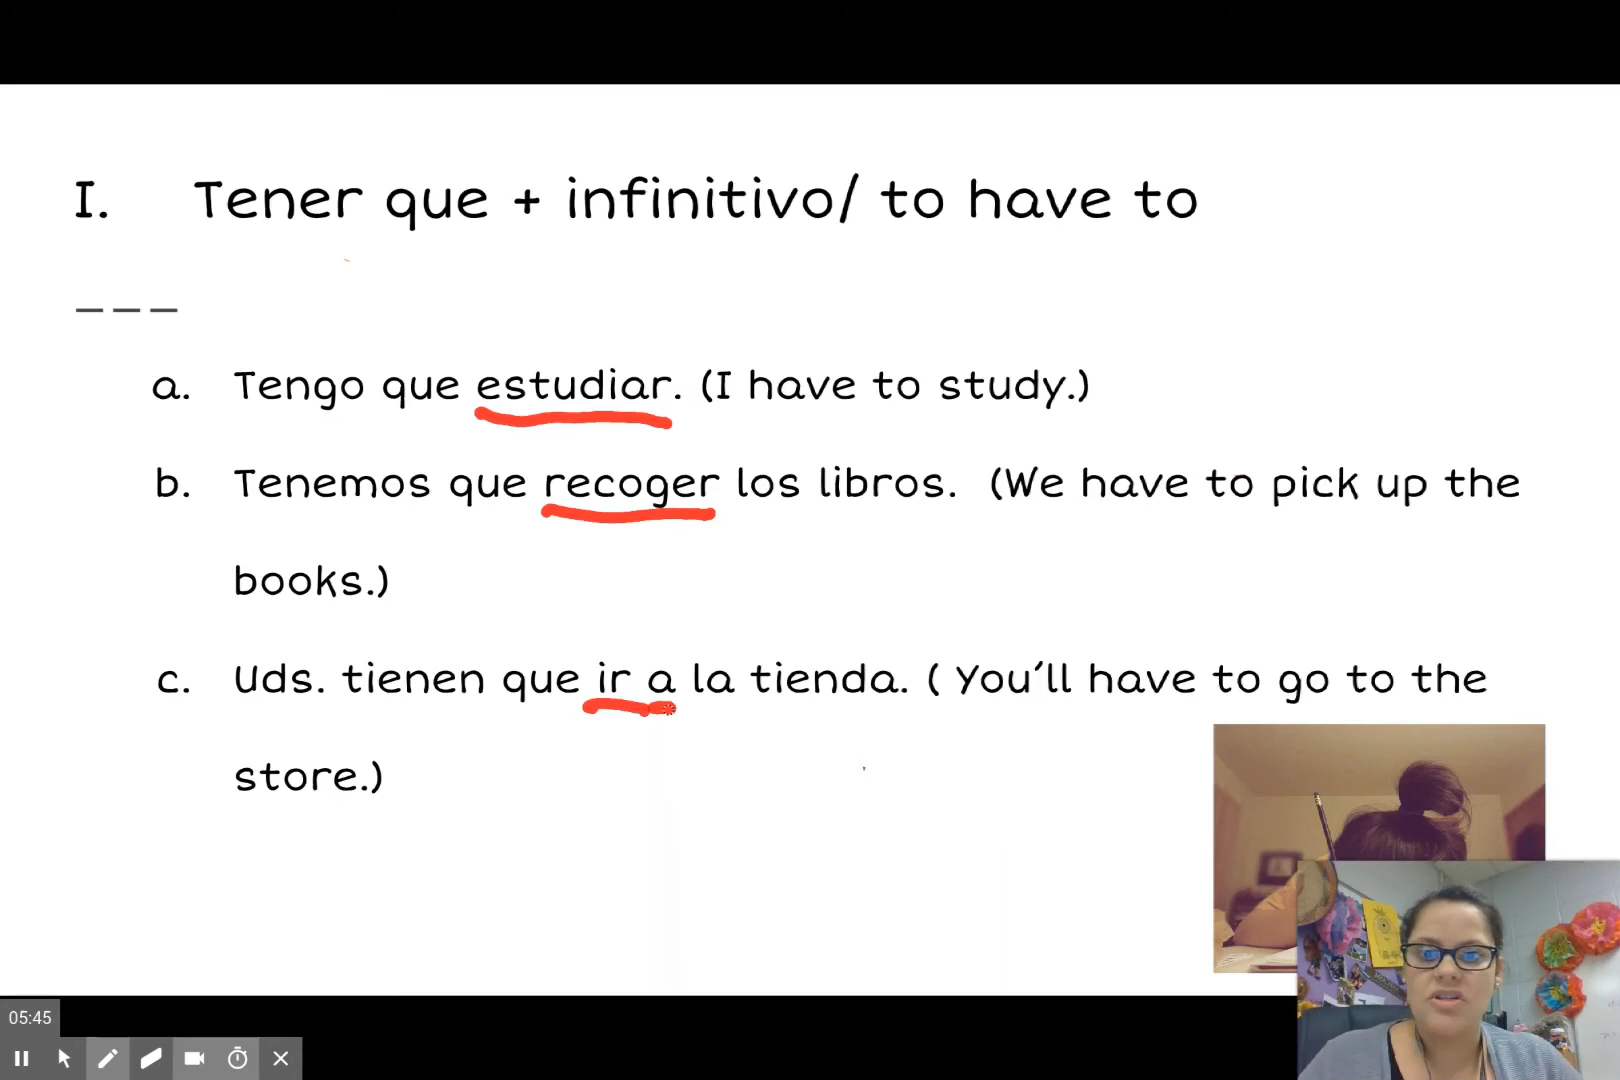 I. Tener que + infinitivo/ to have to
a. Tengo que estudiar. (I have to study.)
b. Tenemos que recoger los libros. (We have to pick up the
books.)
c. Uds. tienen que ir a la tienda. ( You'll have to go to the
store.)
05:45